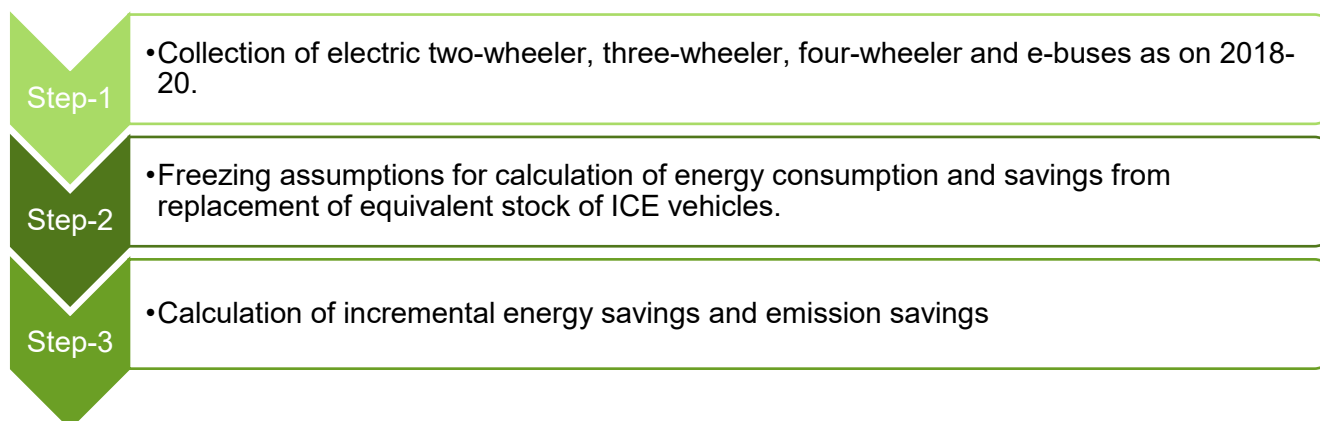 Step-1
•Collection of electric two-wheeler, three-wheeler, four-wheeler and e-buses as on 2018-
20.
Step-2
•Freezing assumptions for calculation of energy consumption and savings from
replacement of equivalent stock of ICE vehicles.
Step-3
•Calculation of incremental energy savings and emission savings